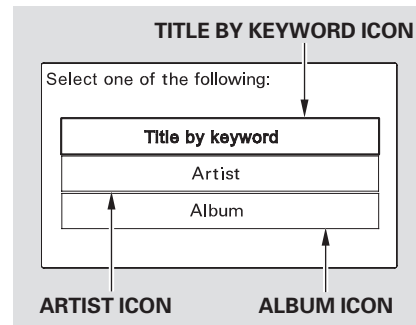 TITLE BY KEYWORD ICON
Select one of the following:
Title by keyword
Artist
Album
ARTIST ICON
ALBUM ICON